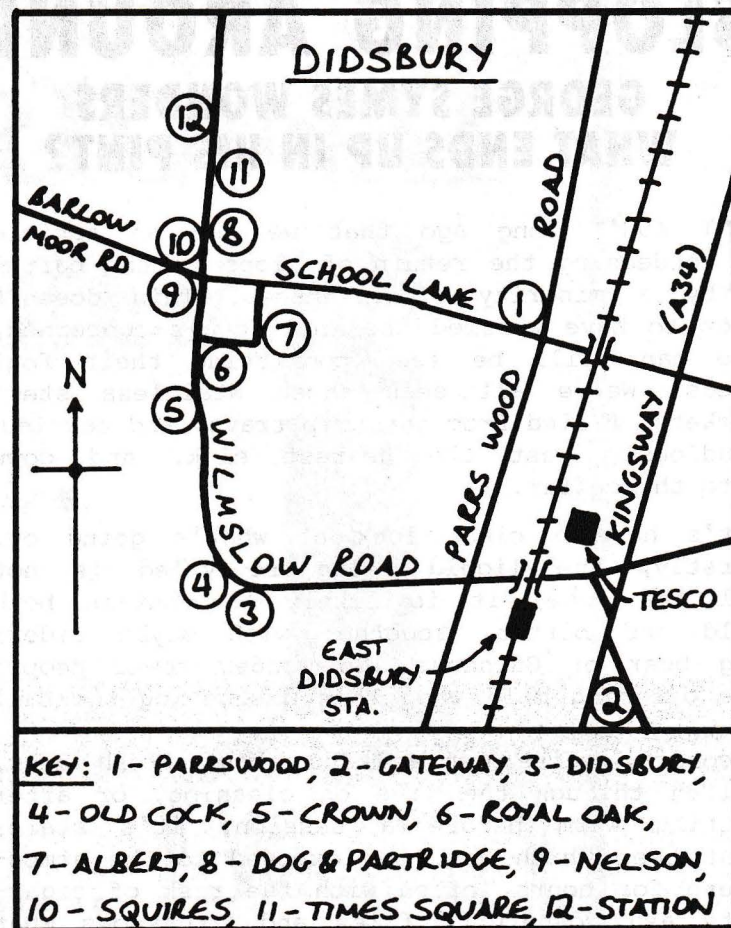 DIDSBURY
12
11
BARLOW
MOOR RD
10
8
9
SCHOOL LANE
ROAD
1
(A34)
7
6
N
5
WILMSLOW ROAD
PARRS WOOD
KINGSWAY
4
3
TESCO
EAST
DIDSBURY
STA.
2
KEY: 1-PARRSWOOD, 2-GATEWAY, 3-DIDSBURY
4-OLD COCK, 5-CROWN, 6-ROYAL OAK,
7-ALBERT, 8-DOG & PARTRIDGE, 9-NELSON,
10-SQUIRES, 11-TIMES SQUARE, 12-STATION